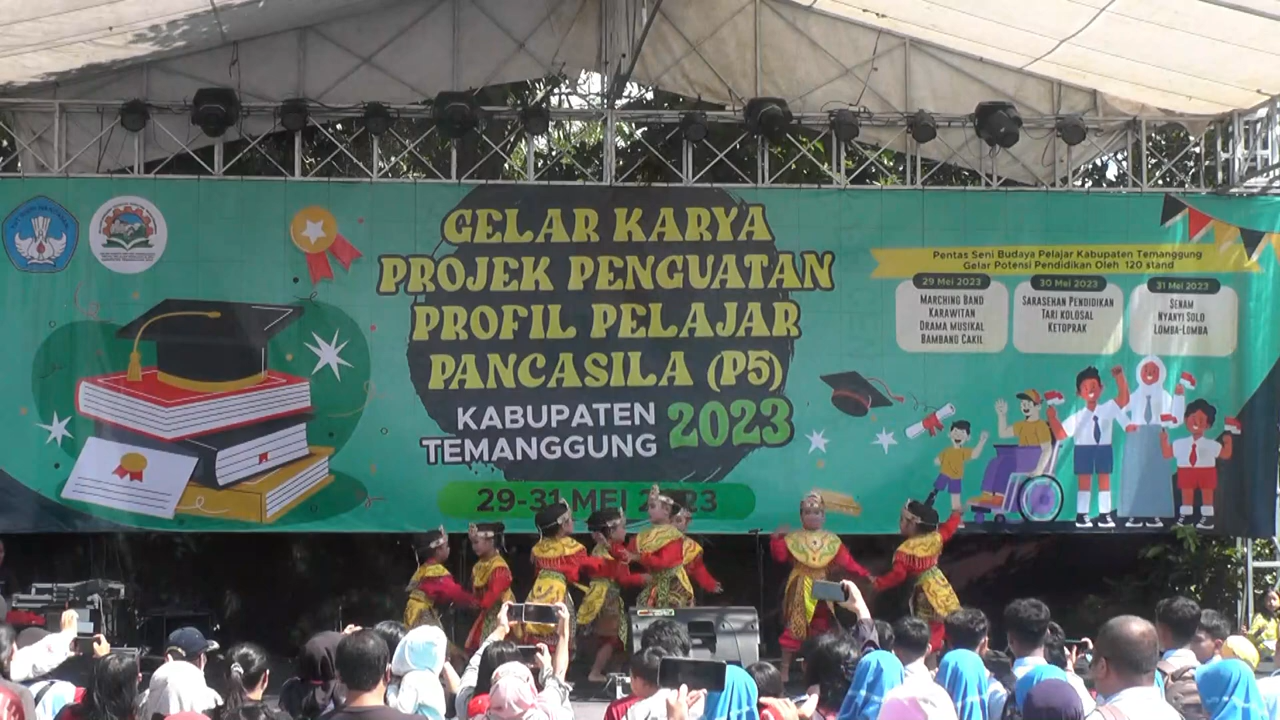 GELAR KARYA
PROJEK PENGUATAN
PROFIL PELAJAR
PANCASILA (P5)
KABUPATEN
TEMANGGUNG
2023
29-31 MEI 2023
Pentas Seni Budaya Pelajar Kabupaten Temanggung
Gelar Potensi Pendidikan Oleh 120 stand
29 Mei 2023
MARCHING BAND
KARAWITAN
DRAMA MUSIKAL
BAMBANG CAKIL
30 Mei 2023
SARASEHAN PENDIDIKAN
TARI KOLOSAL
KETOPRAK
31 Mei 2023
SENAM
NYANYI SOLO
LOMBA-LOMBA